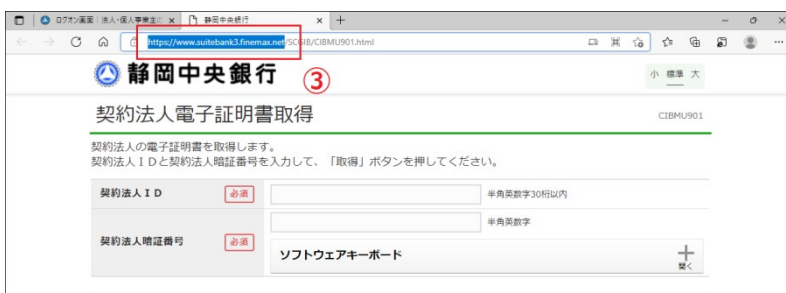 ログオン画面｜法人・個人事業主の
静岡中央銀行
https://www.suitebank3.finemax.net/SCGIB/CIBMU901.html
静岡中央銀行
③
小 標準 大
契約法人電子証明書取得
CIBMU901
契約法人の電子証明書を取得します。
契約法人IDと契約法人暗証番号を入力して、「取得」ボタンを押してください。
契約法人ID 必須 半角英数字30桁以内
半角英数字
契約法人暗証番号 必須
ソフトウェアキーボード
開く